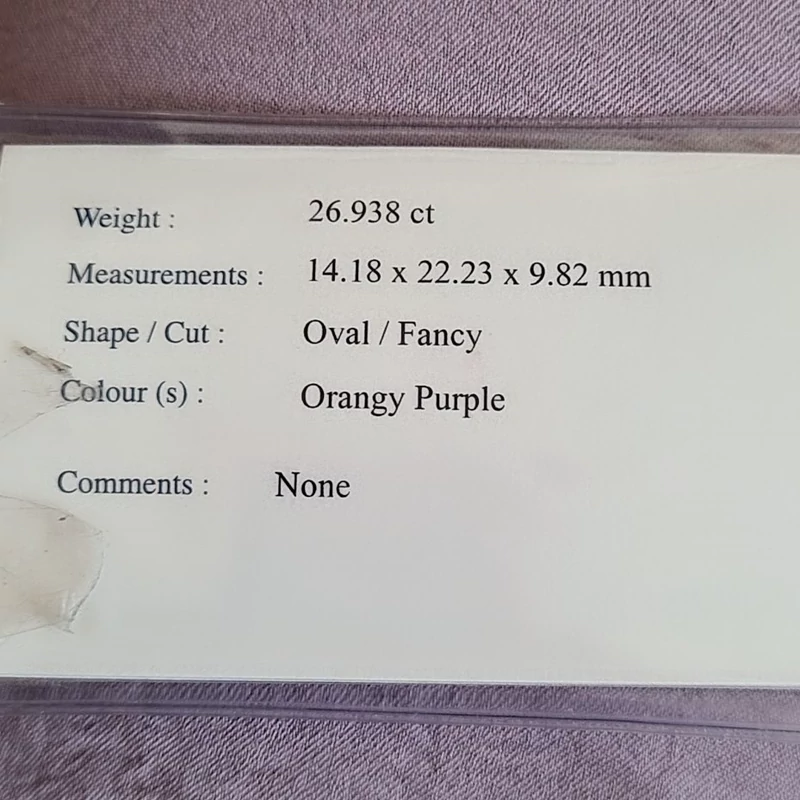 Weight : 26.938 ct
Measurements : 14.18 x 22.23 x 9.82 mm
Shape / Cut : Oval / Fancy
Colour (s) : Orangy Purple
Comments : None